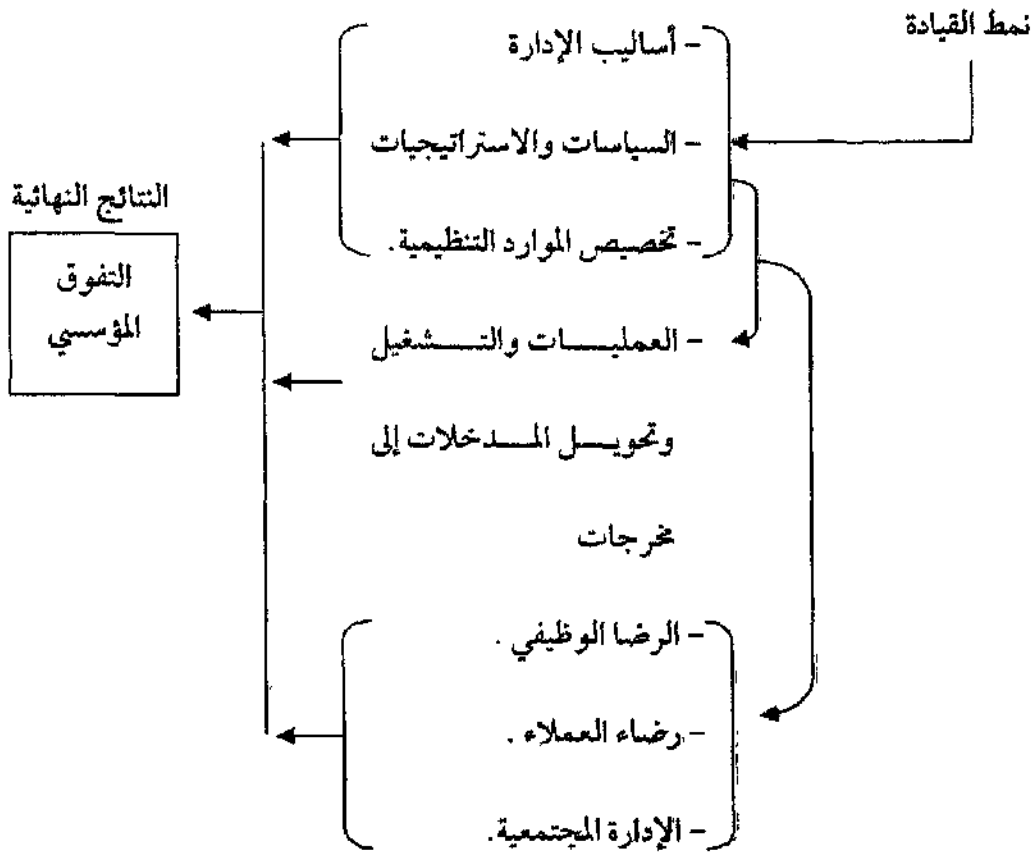 نمط القيادة
- أساليب الإدارة
- السياسات والاستراتيجيات
- تخصيص الموارد التنظيمية.
- العمليات والتشغيل
وتحويل المدخلات إلى
مخرجات
- الرضا الوظيفي .
- رضاء العملاء .
- الإدارة المجتمعية.
النتائج النهائية
التفوق
المؤسسي